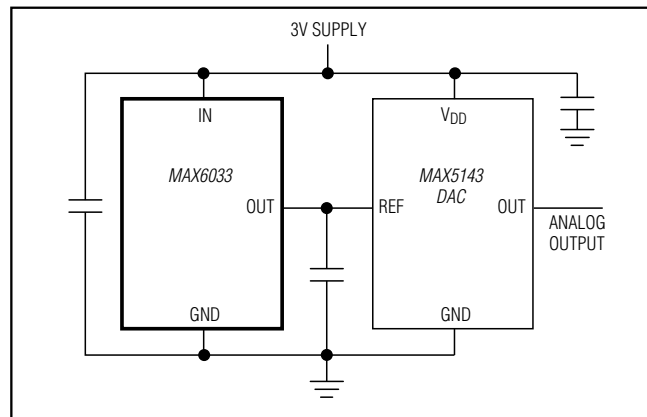 3V SUPPLY
IN
VDD
MAX6033
MAX5143
DAC
OUT
REF
OUT
ANALOG
OUTPUT
GND
GND